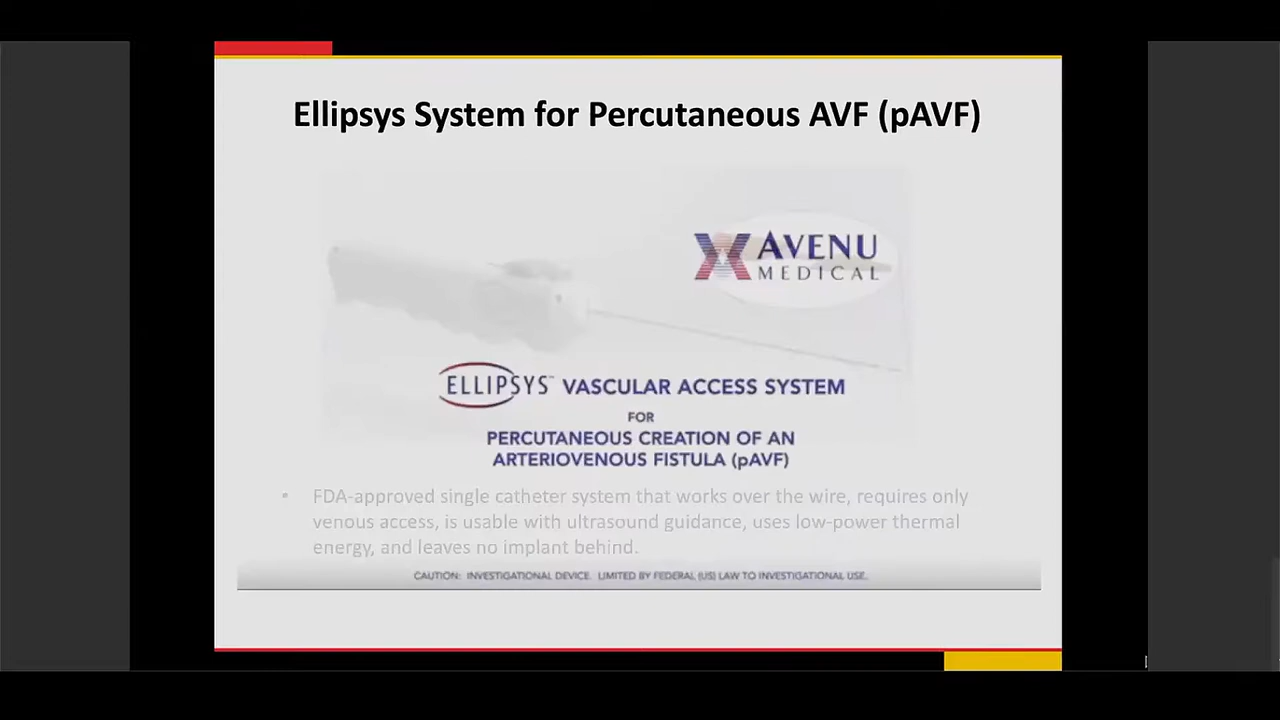 Ellipsys System for Percutaneous AVF (pAVF)
AVENU
MEDICAL
ELLIPSYS™ VASCULAR ACCESS SYSTEM
FOR
PERCUTANEOUS CREATION OF AN
ARTERIOVENOUS FISTULA (pAVF)
• FDA-approved single catheter system that works over the wire, requires only
venous access, is usable with ultrasound guidance, uses low-power thermal
energy, and leaves no implant behind.
CAUTION: INVESTIGATIONAL DEVICE. LIMITED BY FEDERAL (US) LAW TO INVESTIGATIONAL USE.